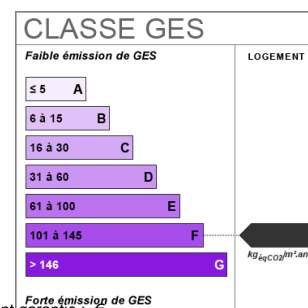 CLASSE GES
Faible émission de GES
LOGEMENT
≤ 5 A
6 à 15 B
16 à 30 C
31 à 60 D
61 à 100 E
101 à 145 F
kgéqCO2/m².an
> 146 G
Forte émission de GES